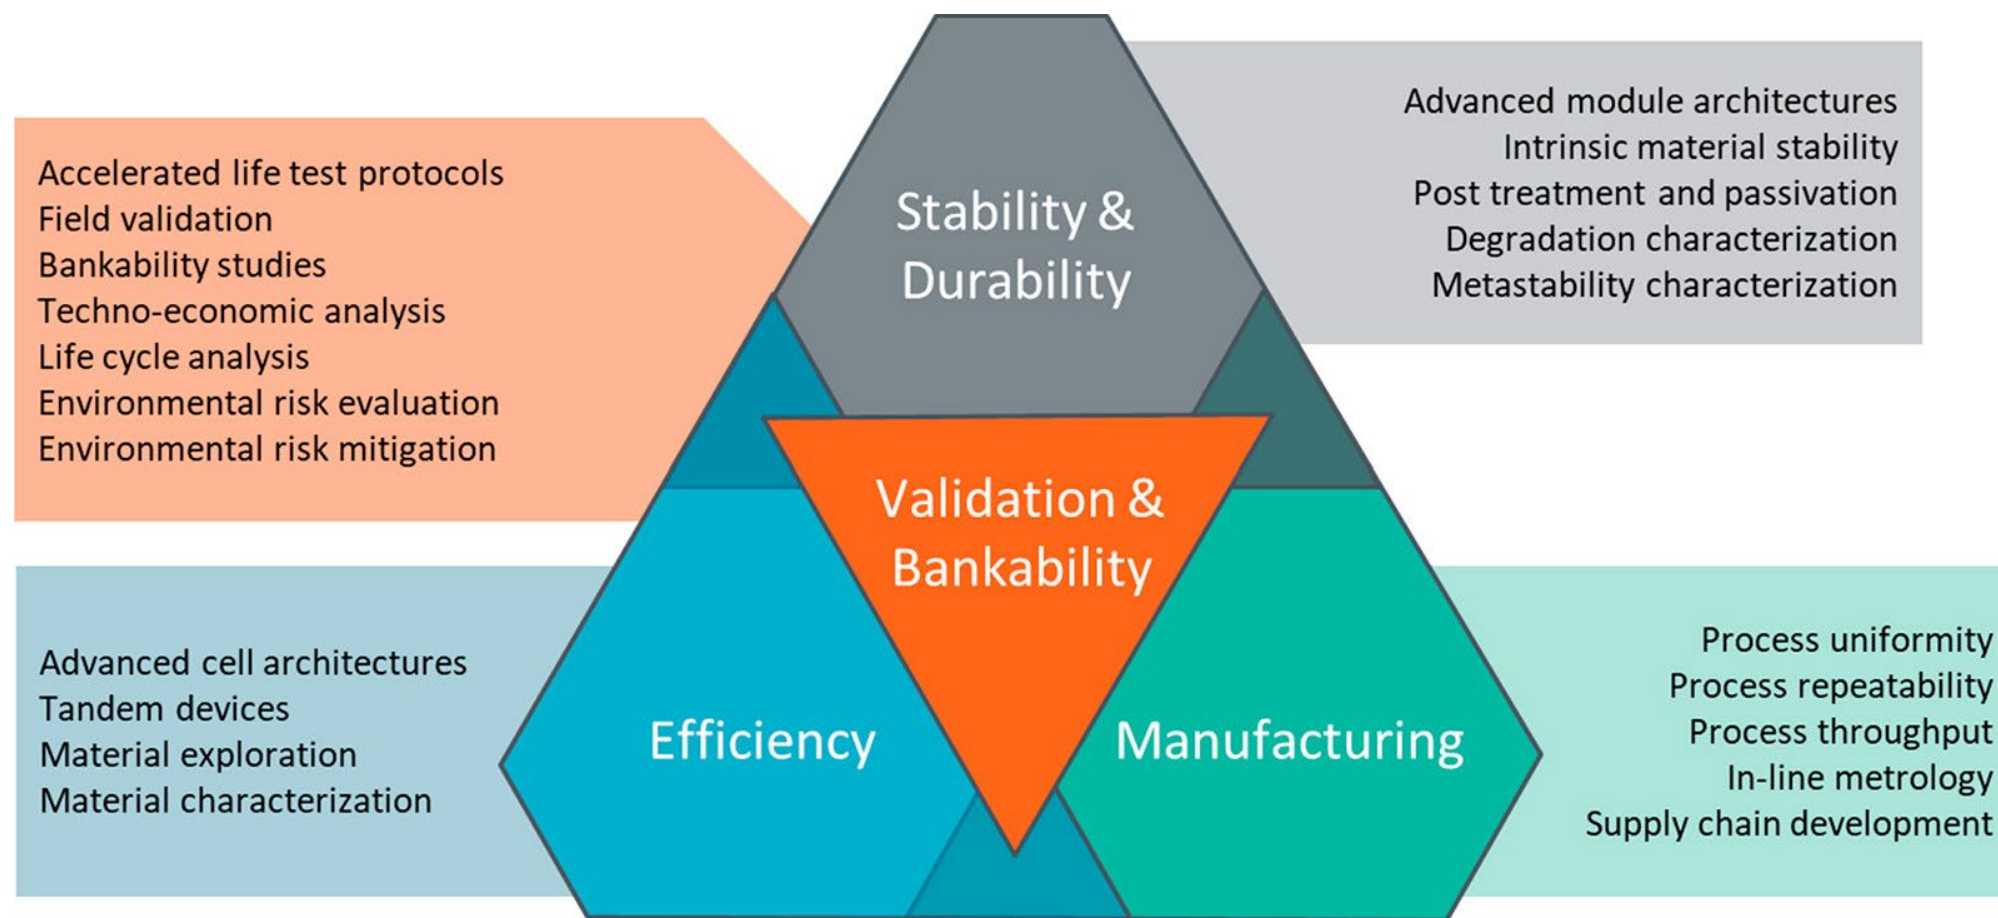 Stability &
Durability
Validation &
Bankability
Efficiency
Manufacturing
Accelerated life test protocols
Field validation
Bankability studies
Techno-economic analysis
Life cycle analysis
Environmental risk evaluation
Environmental risk mitigation
Advanced module architectures
Intrinsic material stability
Post treatment and passivation
Degradation characterization
Metastability characterization
Advanced cell architectures
Tandem devices
Material exploration
Material characterization
Process uniformity
Process repeatability
Process throughput
In-line metrology
Supply chain development